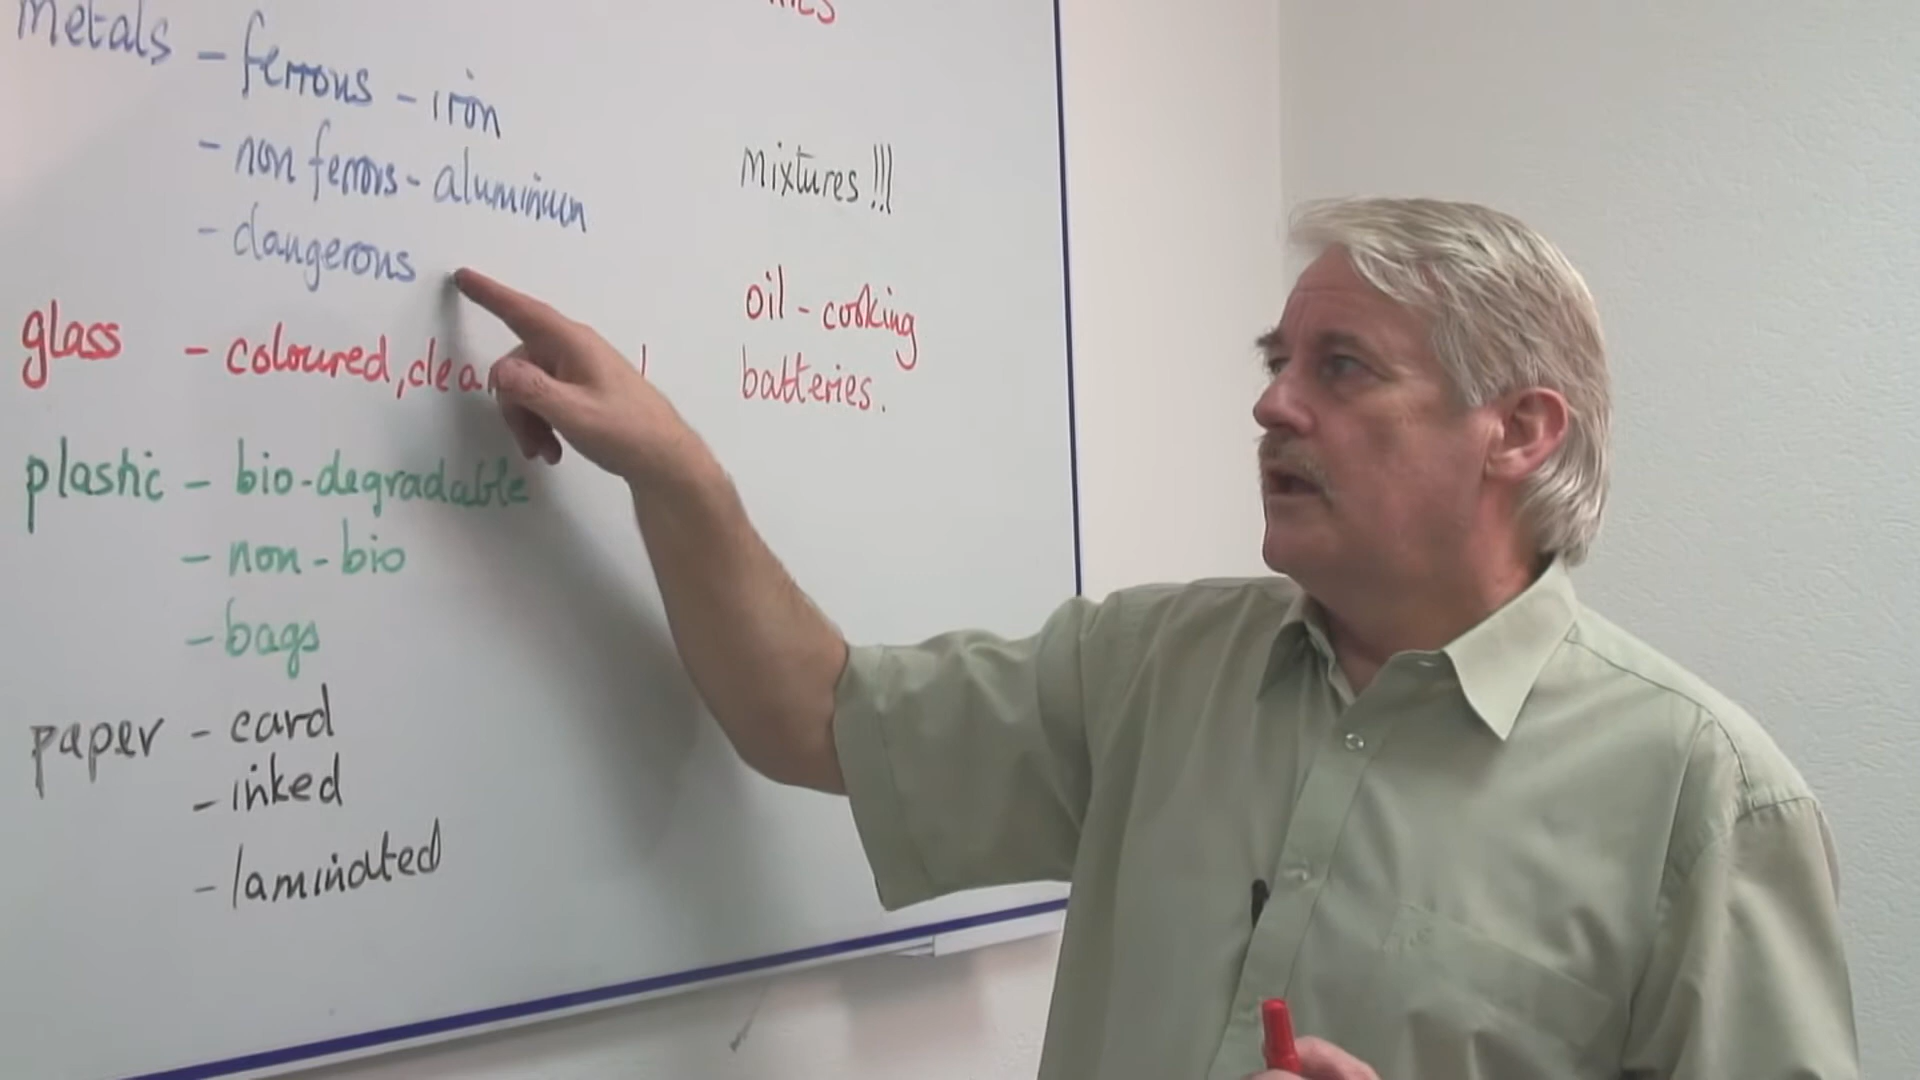 metals - ferrous - iron
- non ferrous - aluminium
- dangerous
glass - coloured, clear
plastic - bio-degradable
- non-bio
- bags
paper - card
- inked
- laminated
mixtures!!!
oil - cooking
batteries.